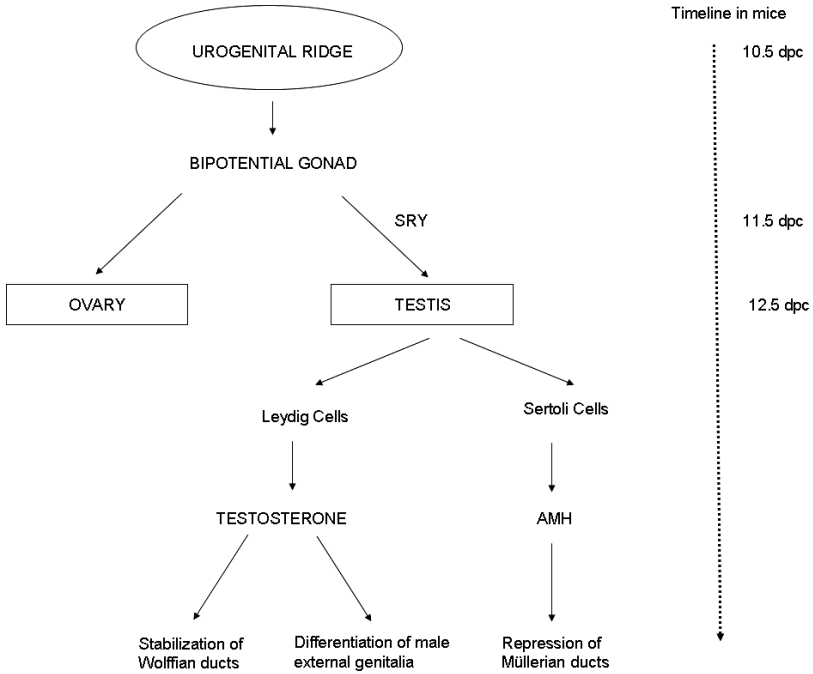 Timeline in mice
UROGENITAL RIDGE
10.5 dpc
BIPOTENTIAL GONAD
SRY
11.5 dpc
OVARY
TESTIS
12.5 dpc
Leydig Cells
Sertoli Cells
TESTOSTERONE
AMH
Stabilization of
Wolffian ducts
Differentiation of male
external genitalia
Repression of
Müllerian ducts